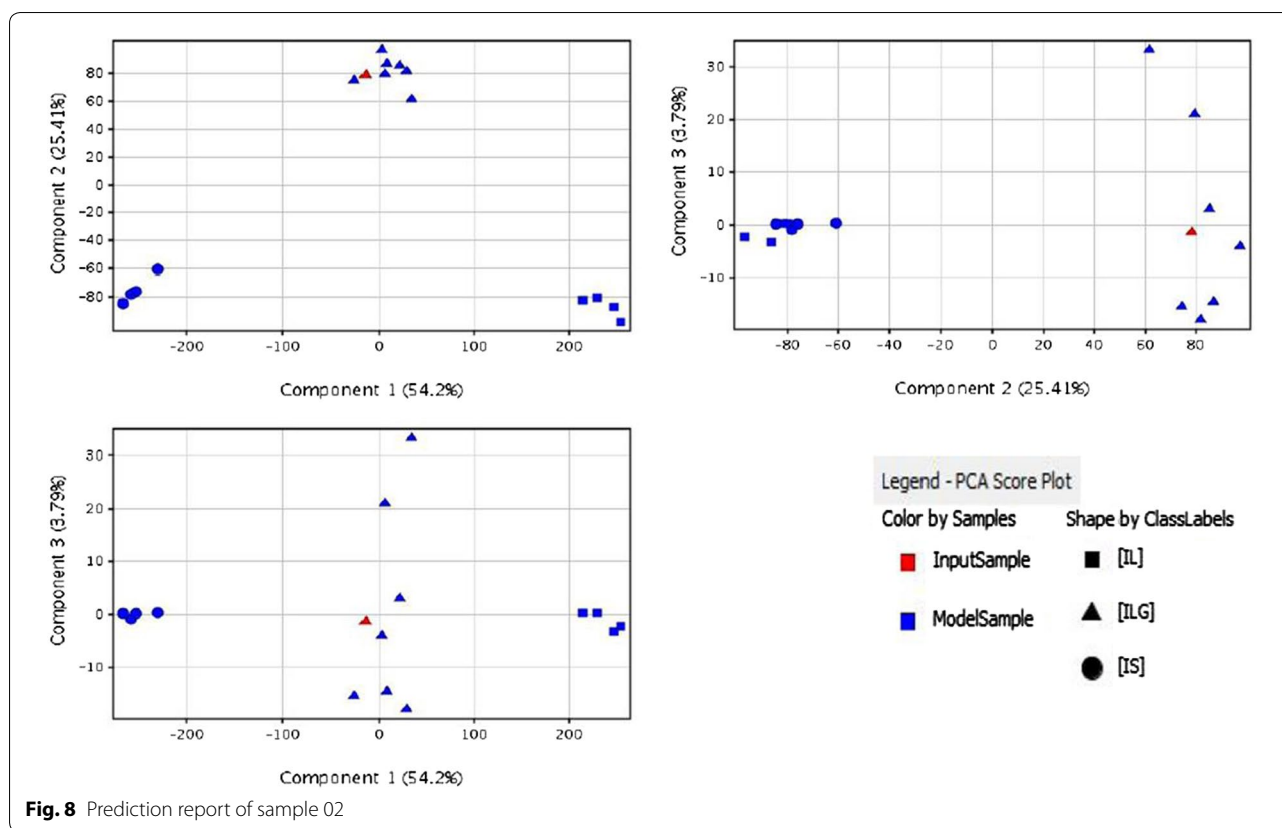 80
60
40
20
0
-20
-40
-60
-80
Component 2 (25.41%)
-200 -100 0 100 200
Component 1 (54.2%)
30
20
10
0
-10
Component 3 (3.79%)
-80 -60 -40 -20 0 20 40 60 80
Component 2 (25.41%)
30
20
10
0
-10
Component 3 (3.79%)
-200 -100 0 100 200
Component 1 (54.2%)
Legend - PCA Score Plot
Color by Samples Shape by ClassLabels
InputSample [IL]
ModelSample [ILG]
[IS]
Fig. 8 Prediction report of sample 02